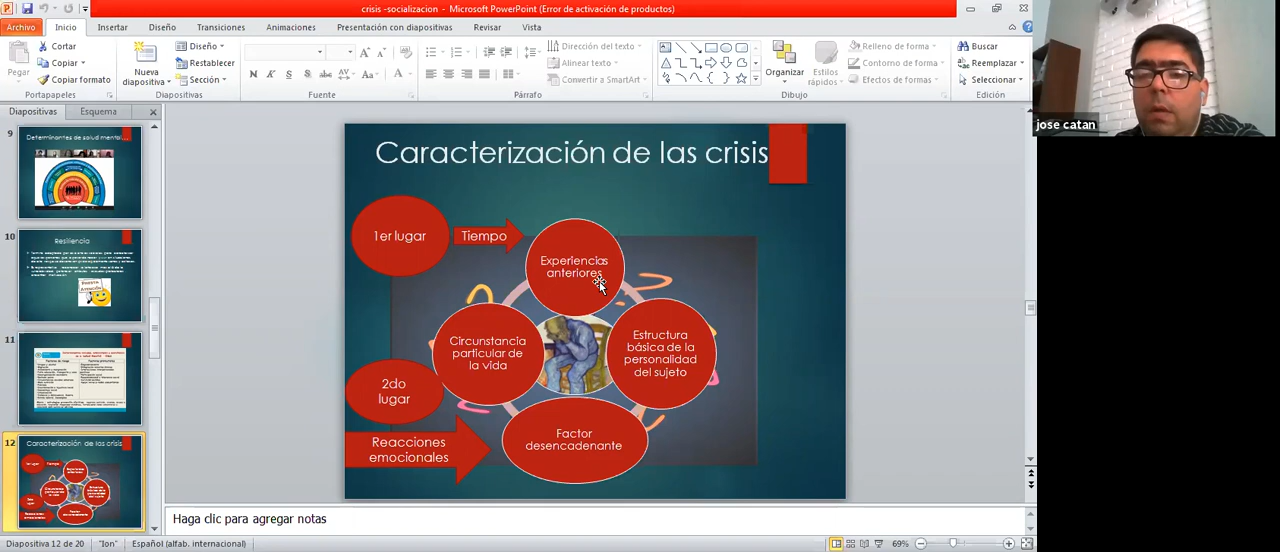 crisis -socializacion - Microsoft PowerPoint (Error de activación de productos)
Archivo Inicio Insertar Diseño Transiciones Animaciones Presentación con diapositivas Revisar Vista
Pegar
Cortar
Copiar
Copiar formato
Portapapeles
Nueva
diapositiva
Diseño
Restablecer
Sección
Diapositivas
Fuente
Dirección del texto
Alinear texto
Convertir a SmartArt
Párrafo
Organizar
Estilos
rápidos
Relleno de forma
Contorno de forma
Efectos de formas
Dibujo
Buscar
Reemplazar
Seleccionar
Edición
jose catan
Diapositivas Esquema
9
Determinantes de salud mental
10
Resiliencia
11
12
Caracterización de las crisis
Caracterización de las crisis
1er lugar
Tiempo
Experiencias
anteriores
Circunstancia
particular de
la vida
Estructura
básica de la
personalidad
del sujeto
2do
lugar
Reacciones
emocionales
Factor
desencadenante
Haga clic para agregar notas
Diapositiva 12 de 20 "Ion" Español (alfab. internacional) 69%